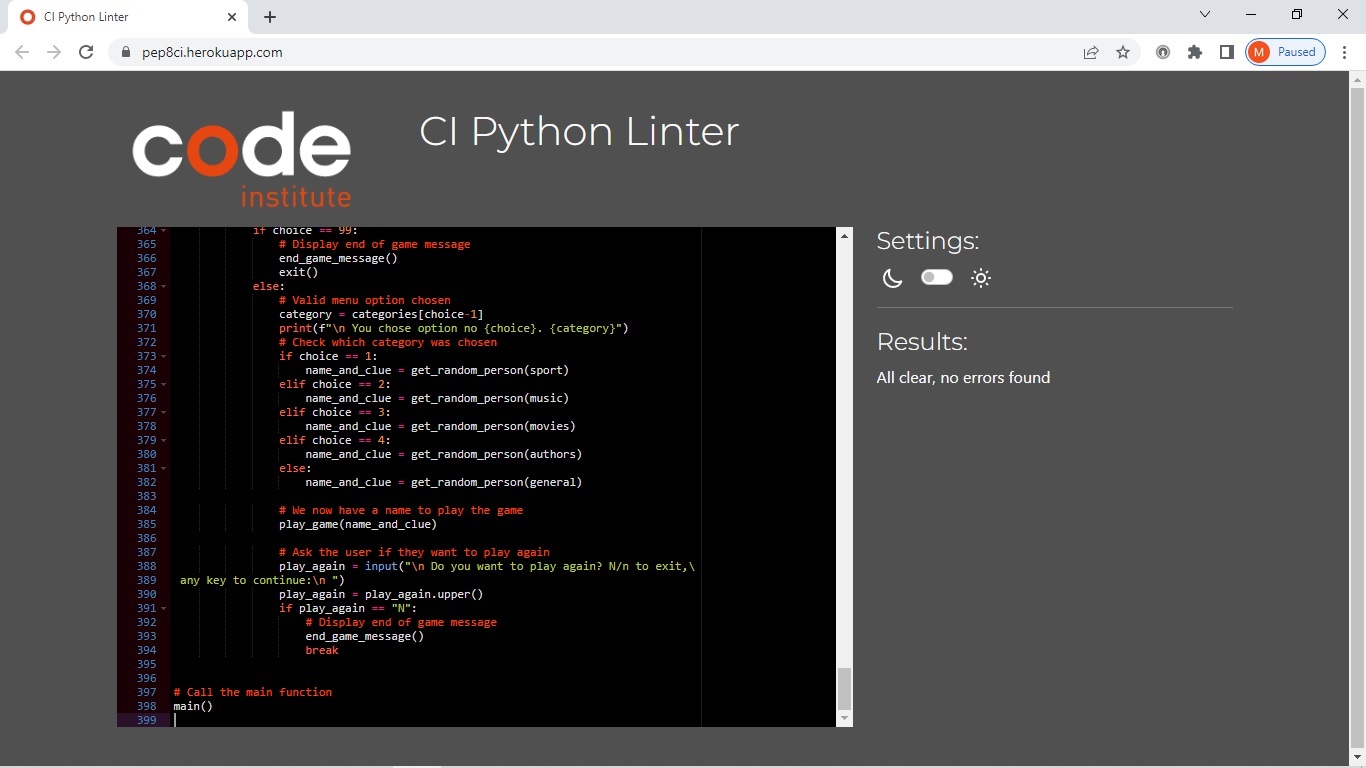 CI Python Linter
pep8ci.herokuapp.com
M Paused
code
institute
CI Python Linter
364 if choice == 99:
365 # Display end of game message
366 end_game_message()
367 exit()
368 else:
369 # Valid menu option chosen
370 category = categories[choice-1]
371 print(f"\n You chose option no {choice}. {category}")
372 # Check which category was chosen
373 if choice == 1:
374 name_and_clue = get_random_person(sport)
375 elif choice == 2:
376 name_and_clue = get_random_person(music)
377 elif choice == 3:
378 name_and_clue = get_random_person(movies)
379 elif choice == 4:
380 name_and_clue = get_random_person(authors)
381 else:
382 name_and_clue = get_random_person(general)
383
384 # We now have a name to play the game
385 play_game(name_and_clue)
386
387 # Ask the user if they want to play again
388 play_again = input("\n Do you want to play again? N/n to exit,\
389 any key to continue:\n ")
390 play_again = play_again.upper()
391 if play_again == "N":
392 # Display end of game message
393 end_game_message()
394 break
395
396
397 # Call the main function
398 main()
399
Settings:
Results:
All clear, no errors found